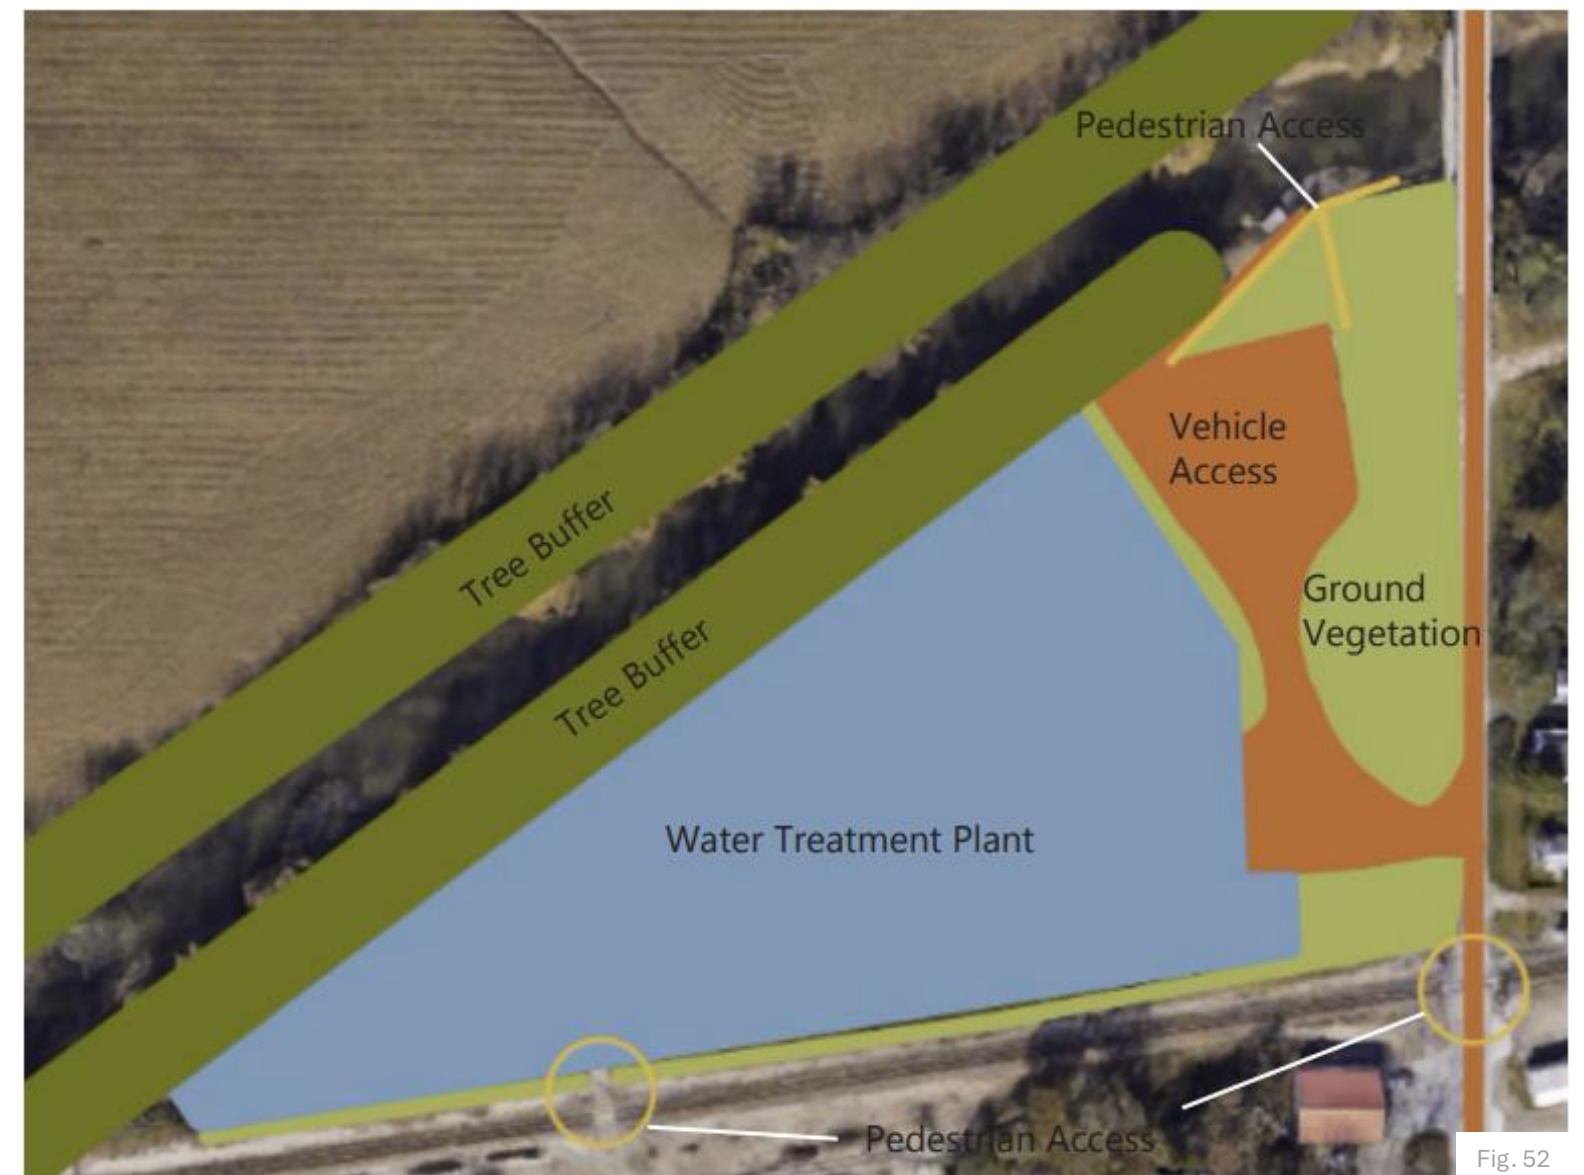 Pedestrian Access
Vehicle
Access
Tree Buffer
Ground
Vegetation
Tree Buffer
Water Treatment Plant
Pedestrian Access
Fig. 52